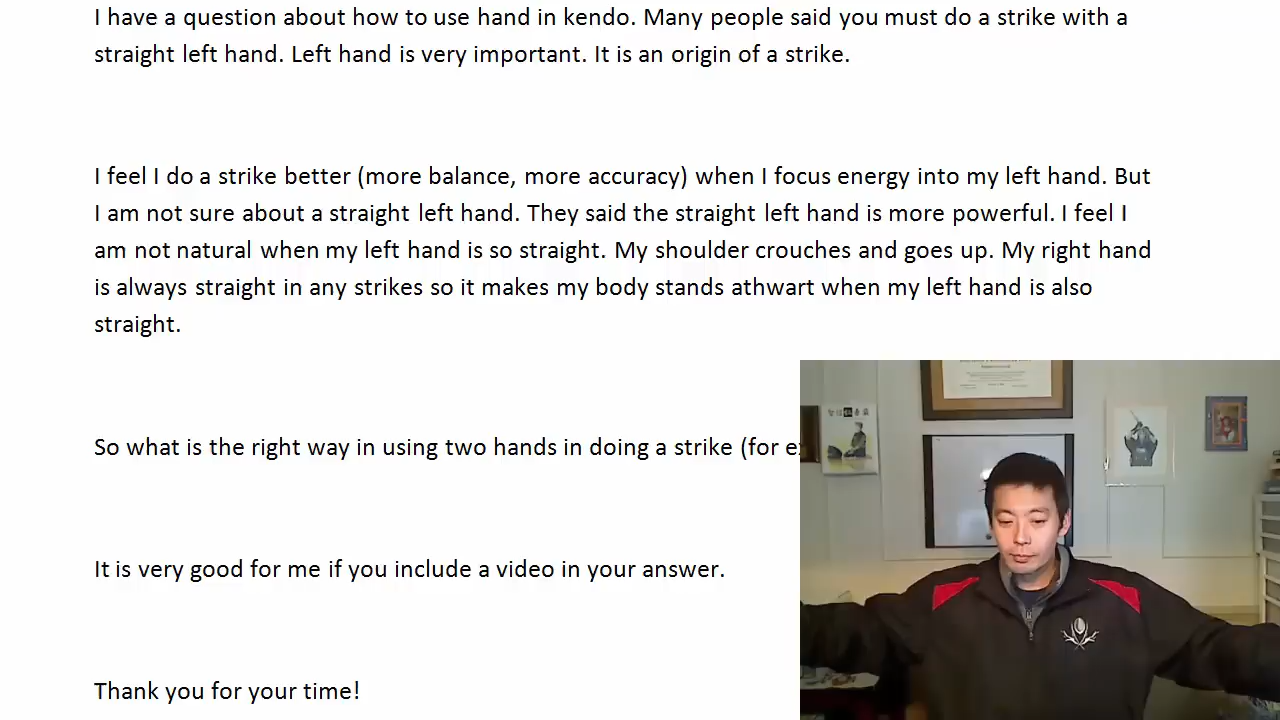 I have a question about how to use hand in kendo. Many people said you must do a strike with a
straight left hand. Left hand is very important. It is an origin of a strike.
I feel I do a strike better (more balance, more accuracy) when I focus energy into my left hand. But
I am not sure about a straight left hand. They said the straight left hand is more powerful. I feel I
am not natural when my left hand is so straight. My shoulder crouches and goes up. My right hand
is always straight in any strikes so it makes my body stands athwart when my left hand is also
straight.
So what is the right way in using two hands in doing a strike (for e
It is very good for me if you include a video in your answer.
Thank you for your time!